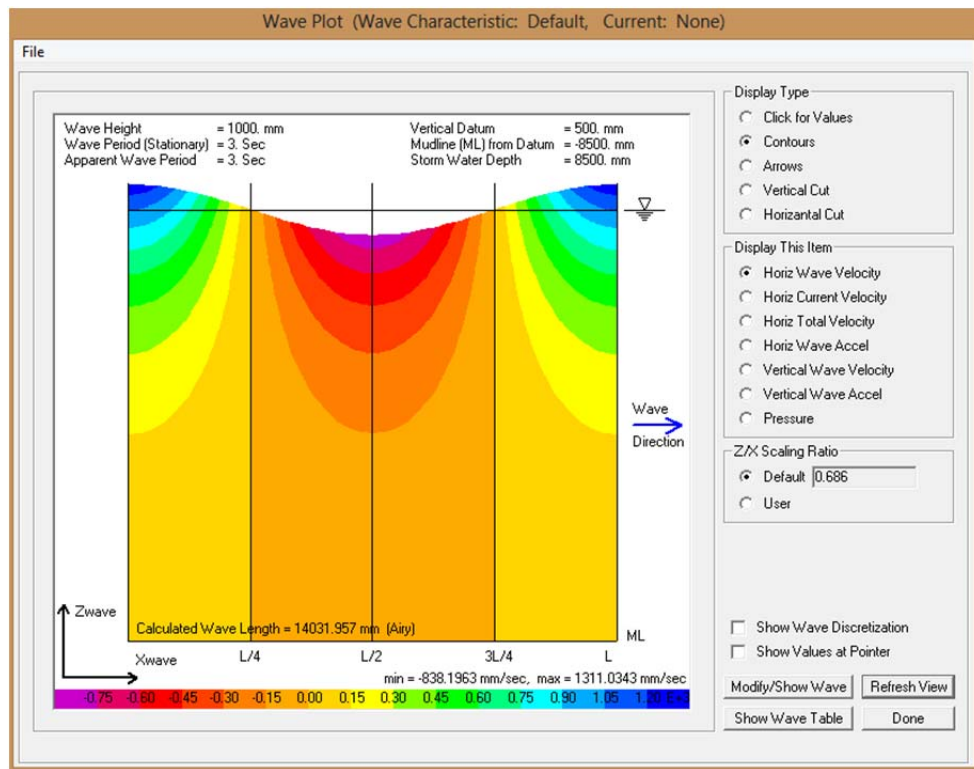 Wave Plot (Wave Characteristic: Default, Current: None)
File
Wave Height = 1000. mm
Wave Period (Stationary) = 3. Sec
Apparent Wave Period = 3. Sec
Vertical Datum = 500. mm
Mudline (ML) from Datum = -8500. mm
Storm Water Depth = 8500. mm
Wave
Direction
Zwave
Calculated Wave Length = 14031.957 mm (Airy)
ML
Xwave
L/4
L/2
3L/4
L
min = -838.1963 mm/sec, max = 1311.0343 mm/sec
-0.75 -0.60 -0.45 -0.30 -0.15 0.00 0.15 0.30 0.45 0.60 0.75 0.90 1.05 1.20
Display Type
Click for Values
Contours
Arrows
Vertical Cut
Horizantal Cut
Display This Item
Horiz Wave Velocity
Horiz Current Velocity
Horiz Total Velocity
Horiz Wave Accel
Vertical Wave Velocity
Vertical Wave Accel
Pressure
Z/X Scaling Ratio
Default 0.686
User
Show Wave Discretization
Show Values at Pointer
Modify/Show Wave
Refresh View
Show Wave Table
Done